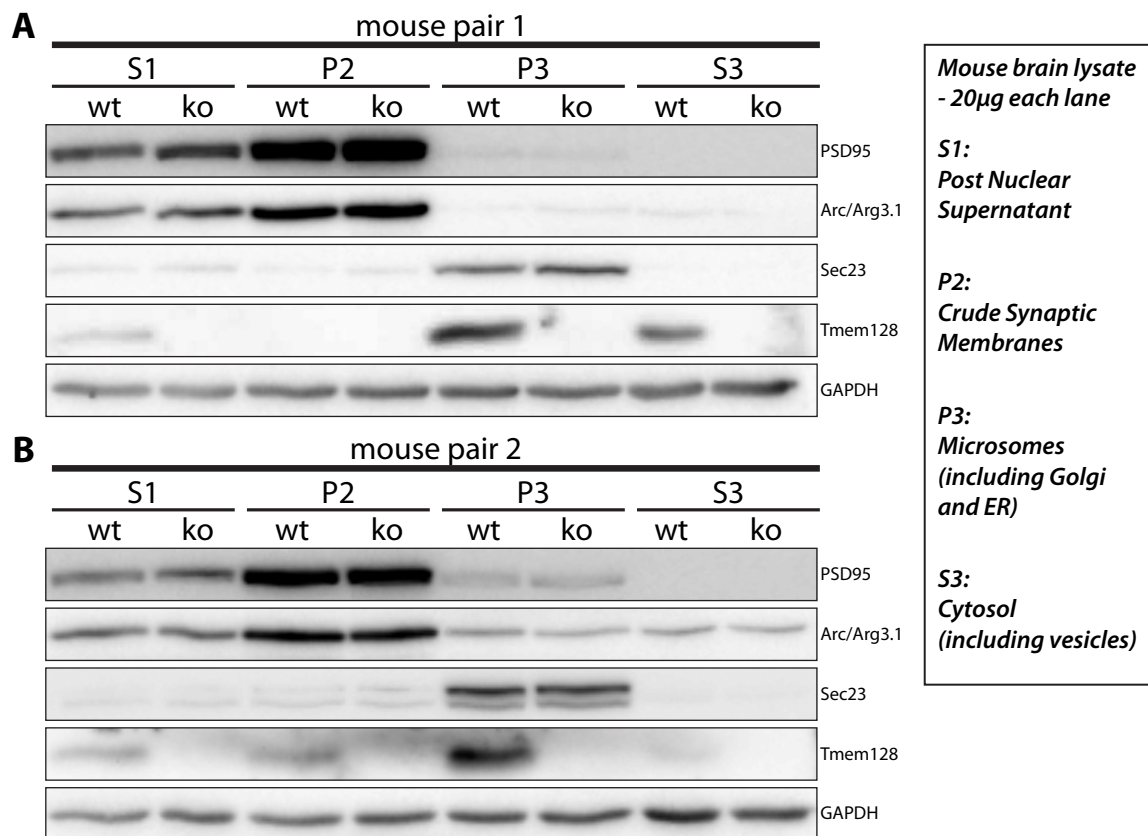 A
mouse pair 1
S1 P2 P3 S3
wt ko wt ko wt ko wt ko
PSD95
Arc/Arg3.1
Sec23
Tmem128
GAPDH
B
mouse pair 2
S1 P2 P3 S3
wt ko wt ko wt ko wt ko
PSD95
Arc/Arg3.1
Sec23
Tmem128
GAPDH
Mouse brain lysate
- 20µg each lane
S1:
Post Nuclear
Supernatant
P2:
Crude Synaptic
Membranes
P3:
Microsomes
(including Golgi
and ER)
S3:
Cytosol
(including vesicles)